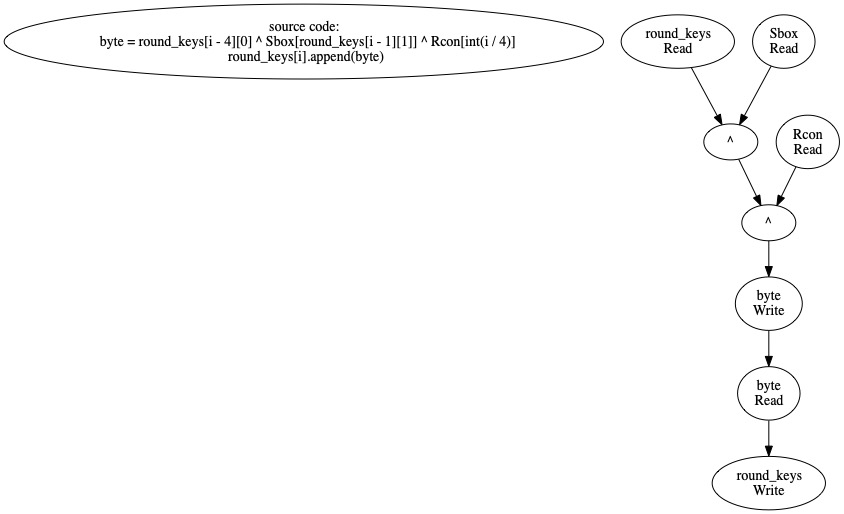 source code:
byte = round_keys[i - 4][0] ^ Sbox[round_keys[i - 1][1]] ^ Rcon[int(i / 4)]
round_keys[i].append(byte)
round_keys
Read
Sbox
Read
^
Rcon
Read
^
byte
Write
byte
Read
round_keys
Write